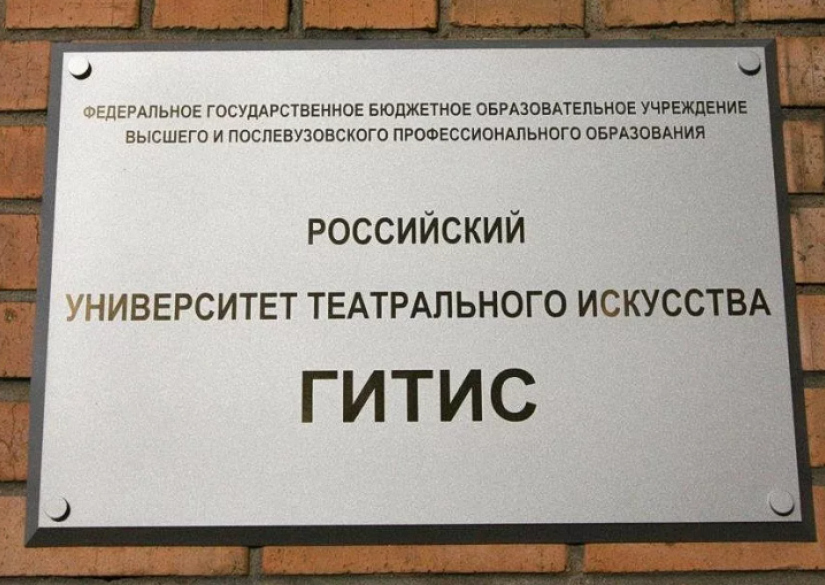 ФЕДЕРАЛЬНОЕ ГОСУДАРСТВЕННОЕ БЮДЖЕТНОЕ ОБРАЗОВАТЕЛЬНОЕ УЧРЕЖДЕНИЕ
ВЫСШЕГО И ПОСЛЕВУЗОВСКОГО ПРОФЕССИОНАЛЬНОГО ОБРАЗОВАНИЯ
РОССИЙСКИЙ
УНИВЕРСИТЕТ ТЕАТРАЛЬНОГО ИСКУССТВА
ГИТИС